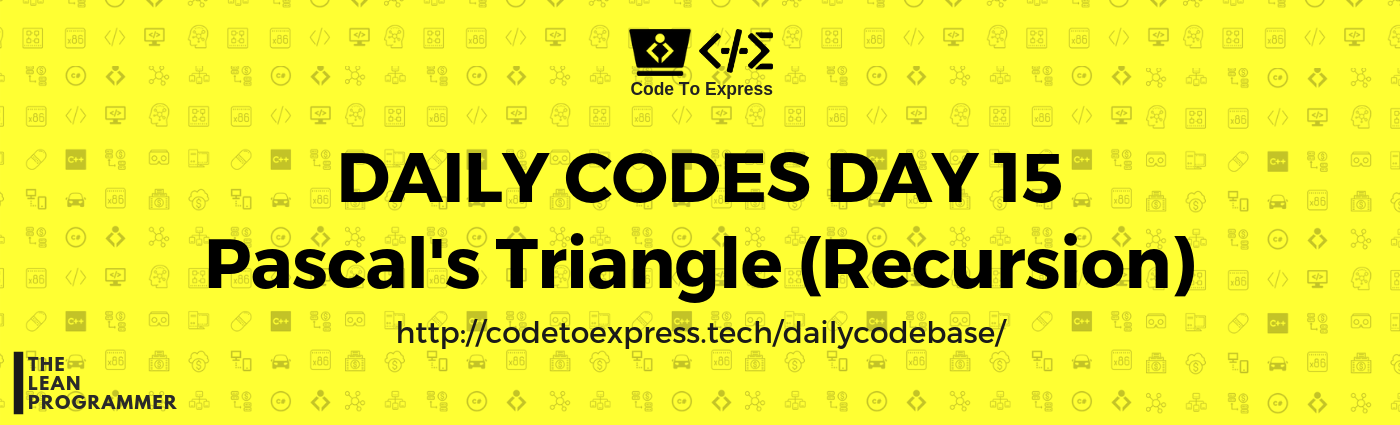 Code To Express
DAILY CODES DAY 15
Pascal's Triangle (Recursion)
http://codetoexpress.tech/dailycodebase/
THE
LEAN
PROGRAMMER